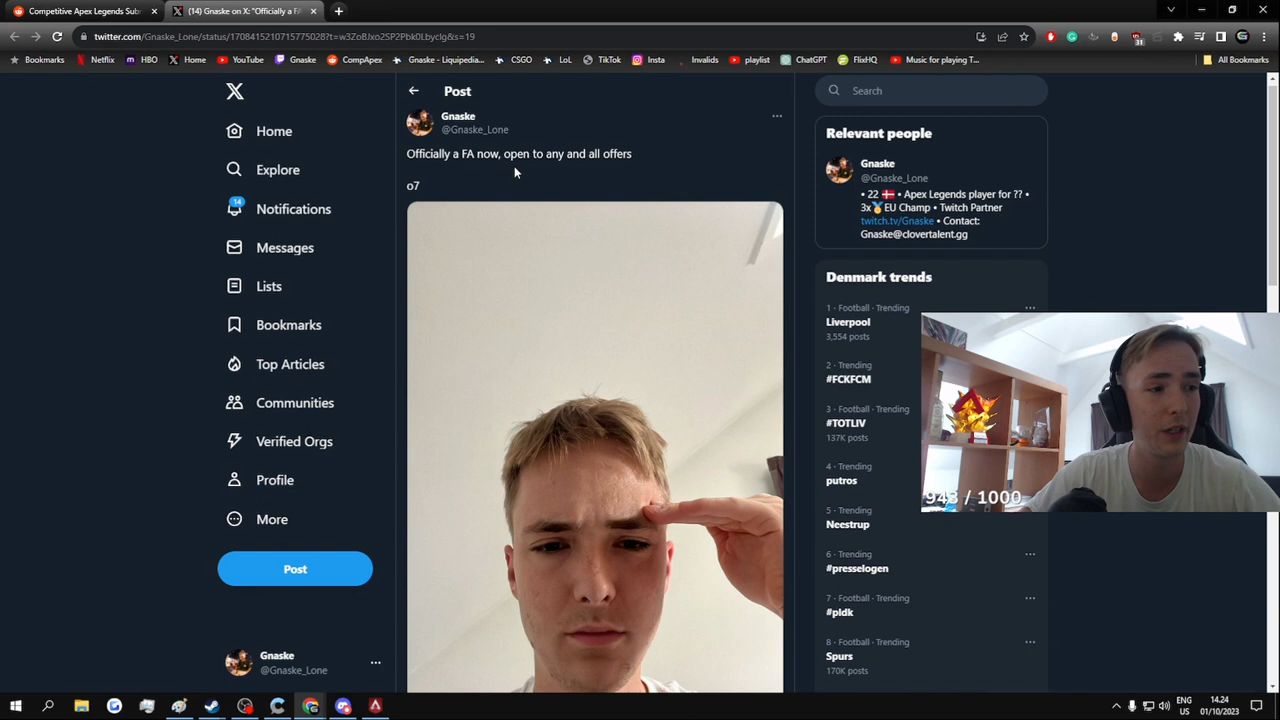 Competitive Apex Legends Sub
(14) Gnaske on X: "Officially a FA
twitter.com/Gnaske_Lone/status/1708415210715775028?t=w3ZoBJxo2SP2Pbk0Lbyclg&s=19
Bookmarks
Netflix
HBO
Home
YouTube
Gnaske
CompApex
Gnaske - Liquipedia...
CSGO
LoL
TikTok
Insta
Invalids
playlist
ChatGPT
FlixHQ
Music for playing T...
All Bookmarks
31
Home
Explore
14
Notifications
Messages
Lists
Bookmarks
Top Articles
Communities
Verified Orgs
Profile
More
Post
Gnaske
@Gnaske_Lone
Post
Gnaske
@Gnaske_Lone
Officially a FA now, open to any and all offers
o7
Search
Relevant people
Gnaske
@Gnaske_Lone
• 22 🇩🇰 • Apex Legends player for ?? •
3x🥇EU Champ • Twitch Partner
twitch.tv/Gnaske • Contact:
Gnaske@clovertalent.gg
Denmark trends
1 · Football · Trending
Liverpool
3,554 posts
2 · Trending
#FCKFCM
3 · Football · Trending
#TOTLIV
137K posts
4 · Trending
putros
5 · Trending
Neestrup
6 · Trending
#presselogen
7 · Football · Trending
#pldk
8 · Football · Trending
Spurs
170K posts
943 / 1000
ENG
US
14.24
01/10/2023